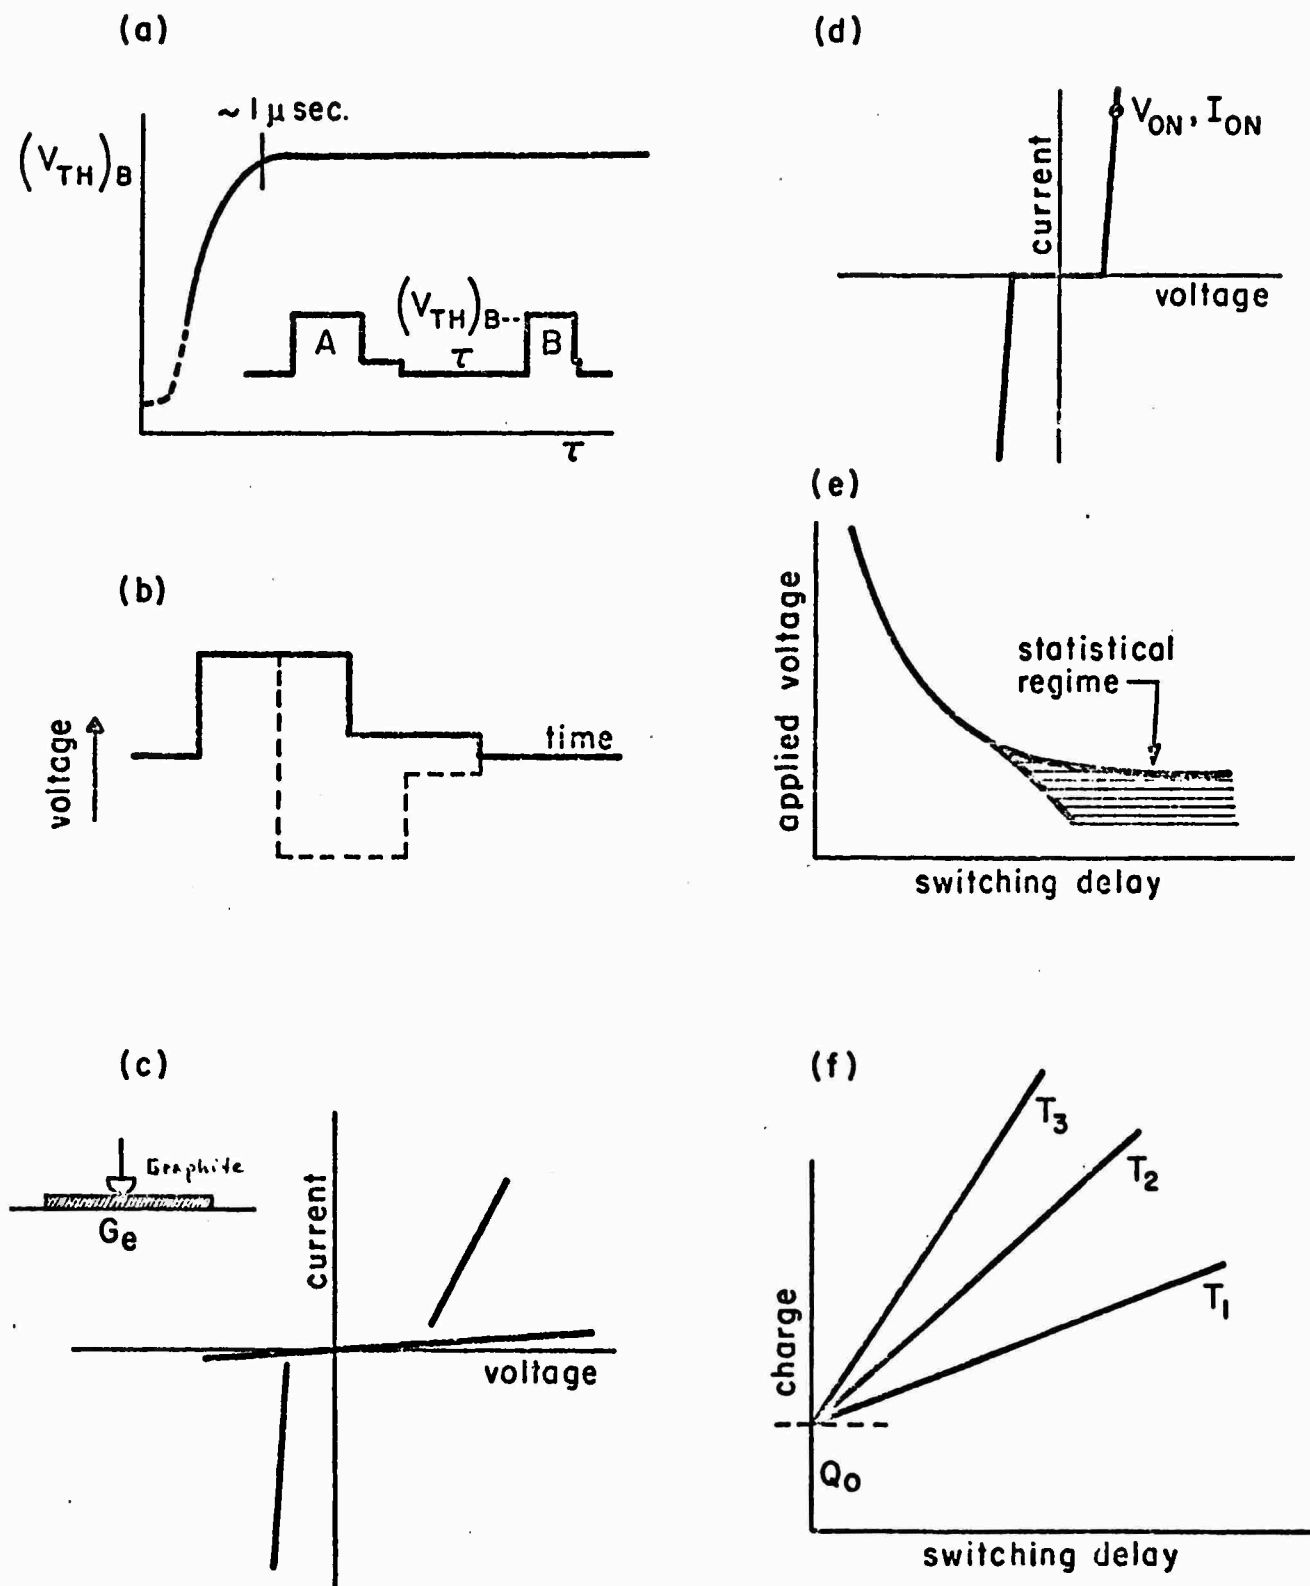 (a)
~ 1 μ sec.
(V_TH)_B
A
(V_TH)_B--
τ
B
τ
(b)
voltage
time
(c)
Graphite
Ge
current
voltage
(d)
V_ON, I_ON
current
voltage
(e)
applied voltage
statistical
regime
switching delay
(f)
T_3
T_2
T_1
charge
Q_O
switching delay